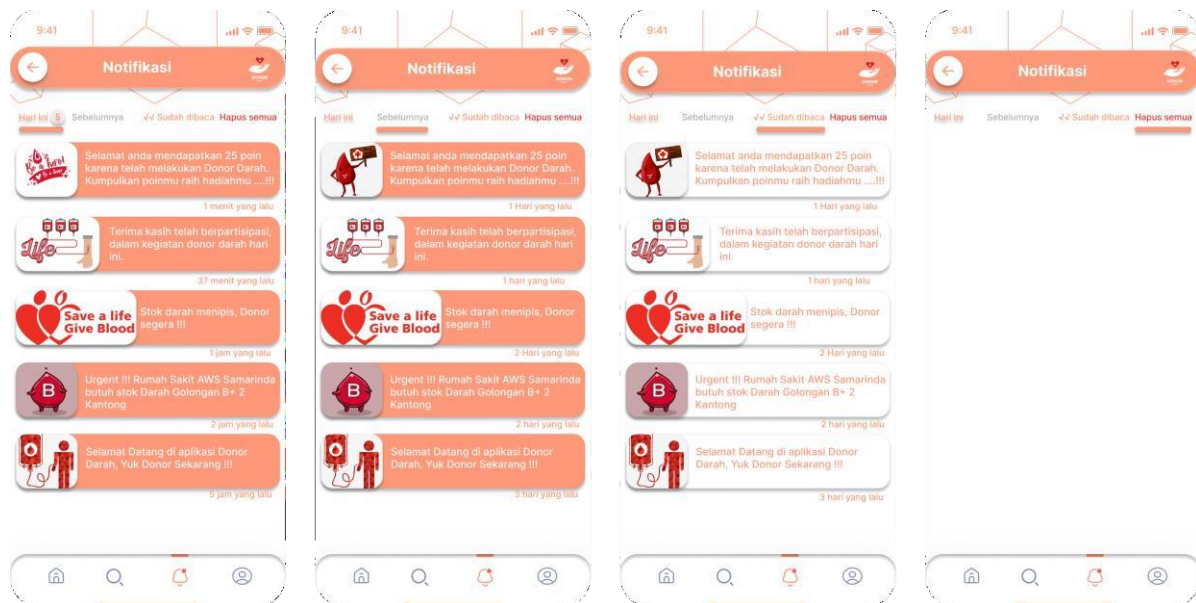 9:41
Notifikasi
DONOR
Hari ini 5 Sebelumnya ✓✓ Sudah dibaca Hapus semua
Be a hero!
Selamat anda mendapatkan 25 poin
karena telah melakukan Donor Darah.
Kumpulkan poinmu raih hadiahmu ....!!!
1 menit yang lalu
Life
Terima kasih telah berpartisipasi,
dalam kegiatan donor darah hari
ini.
37 menit yang lalu
Save a life
Give Blood
Stok darah menipis, Donor
segera !!!
1 jam yang lalu
B
Urgent !!! Rumah Sakit AWS Samarinda
butuh stok Darah Golongan B+ 2
Kantong
2 jam yang lalu
Selamat Datang di aplikasi Donor
Darah, Yuk Donor Sekarang !!!
5 jam yang lalu
9:41
Notifikasi
DONOR
Hari ini Sebelumnya ✓✓ Sudah dibaca Hapus semua
Selamat anda mendapatkan 25 poin
karena telah melakukan Donor Darah.
Kumpulkan poinmu raih hadiahmu ....!!!
1 Hari yang lalu
Life
Terima kasih telah berpartisipasi,
dalam kegiatan donor darah hari
ini.
1 hari yang lalu
Save a life
Give Blood
Stok darah menipis, Donor
segera !!!
2 Hari yang lalu
B
Urgent !!! Rumah Sakit AWS Samarinda
butuh stok Darah Golongan B+ 2
Kantong
2 hari yang lalu
Selamat Datang di aplikasi Donor
Darah, Yuk Donor Sekarang !!!
3 hari yang lalu
9:41
Notifikasi
DONOR
Hari ini Sebelumnya ✓✓ Sudah dibaca Hapus semua
Selamat anda mendapatkan 25 poin
karena telah melakukan Donor Darah.
Kumpulkan poinmu raih hadiahmu ....!!!
1 Hari yang lalu
Life
Terima kasih telah berpartisipasi,
dalam kegiatan donor darah hari
ini.
1 hari yang lalu
Save a life
Give Blood
Stok darah menipis, Donor
segera !!!
2 Hari yang lalu
B
Urgent !!! Rumah Sakit AWS Samarinda
butuh stok Darah Golongan B+ 2
Kantong
2 hari yang lalu
Selamat Datang di aplikasi Donor
Darah, Yuk Donor Sekarang !!!
3 hari yang lalu
9:41
Notifikasi
DONOR
Hari ini Sebelumnya ✓✓ Sudah dibaca Hapus semua